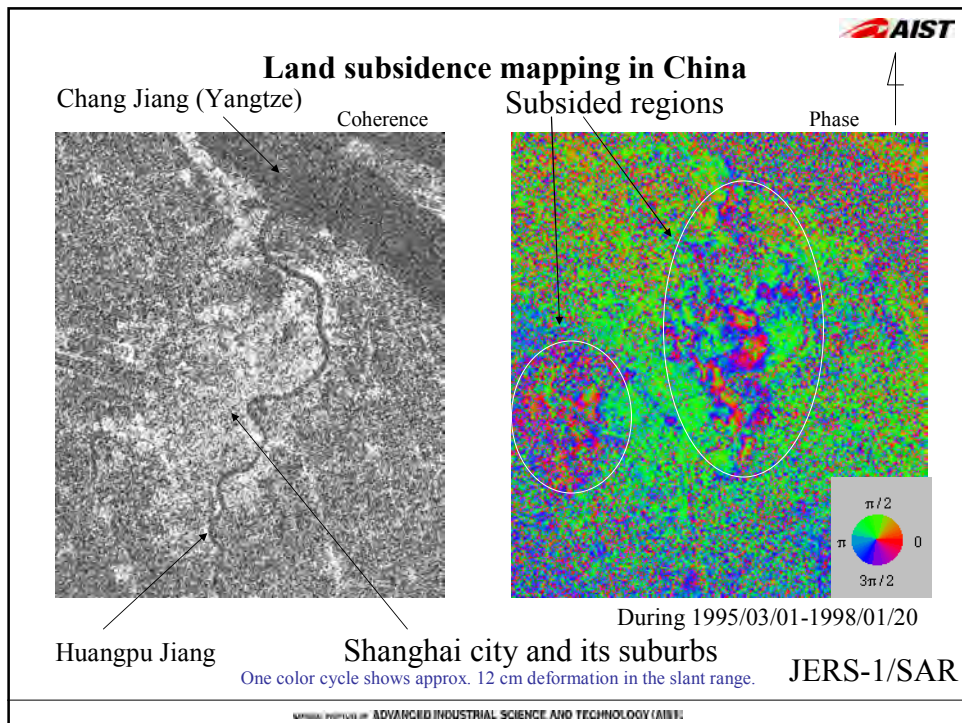 AIST
Land subsidence mapping in China
Chang Jiang (Yangtze)
Subsided regions
Coherence
Phase
π/2
π
0
3π/2
During 1995/03/01-1998/01/20
Huangpu Jiang
Shanghai city and its suburbs
JERS-1/SAR
One color cycle shows approx. 12 cm deformation in the slant range.
ADVANCED INDUSTRIAL SCIENCE AND TECHNOLOGY (AIST)